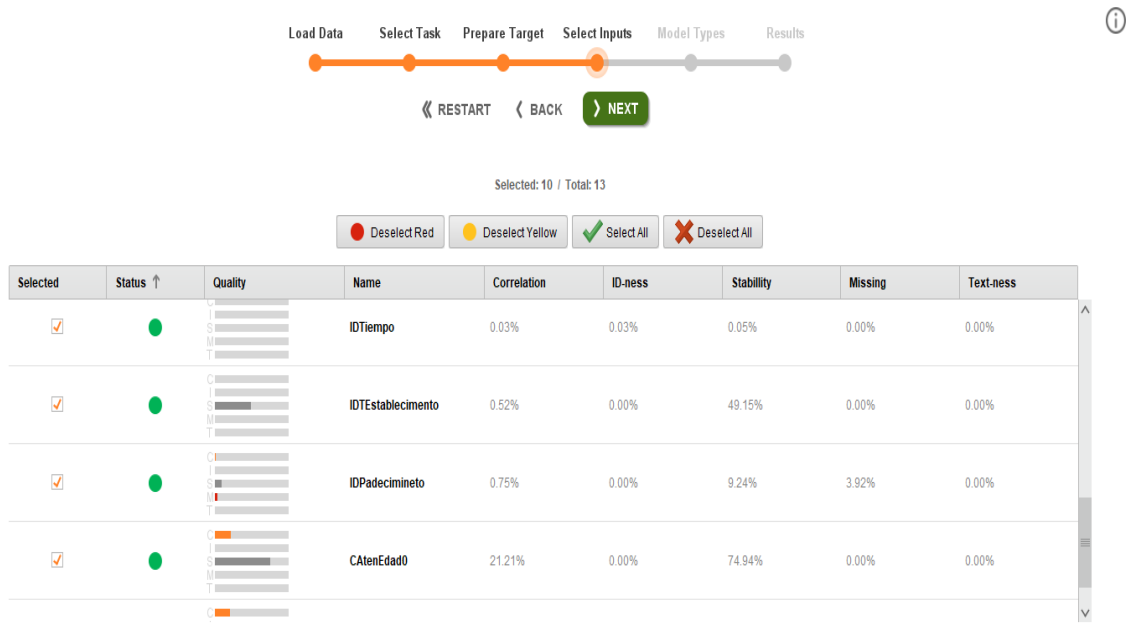 Load Data Select Task Prepare Target Select Inputs Model Types Results
RESTART BACK NEXT
Selected: 10 / Total: 13
Deselect Red Deselect Yellow Select All Deselect All
Selected Status Quality Name Correlation ID-ness Stabillity Missing Text-ness
C
I
S IDTiempo 0.03% 0.03% 0.05% 0.00% 0.00%
M
T
C
I
S IDTEstablecimento 0.52% 0.00% 49.15% 0.00% 0.00%
M
T
C
I
S IDPadecimineto 0.75% 0.00% 9.24% 3.92% 0.00%
M
T
C
I
S CAtenEdad0 21.21% 0.00% 74.94% 0.00% 0.00%
M
T
C